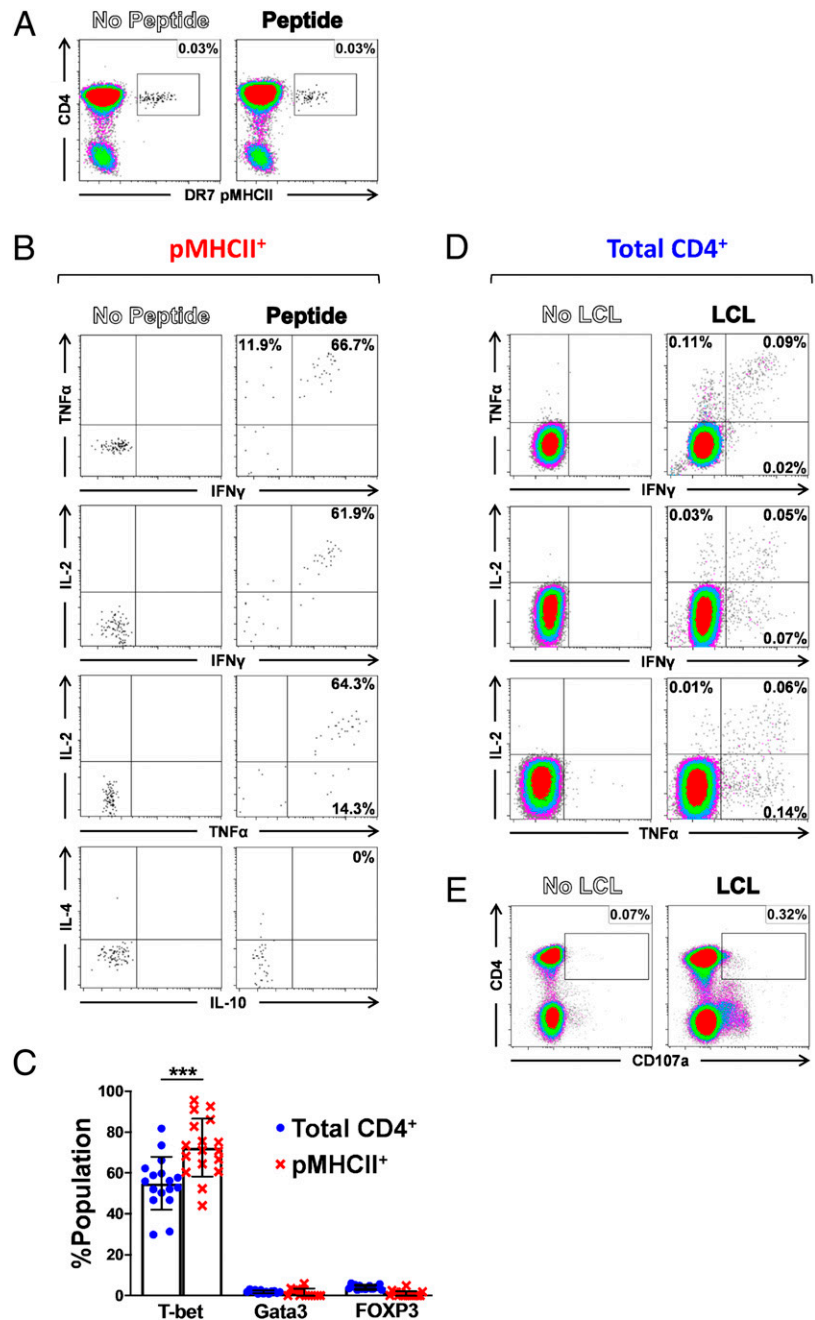 A
No Peptide
Peptide
0.03%
0.03%
CD4
DR7 pMHCII
B
pMHCII⁺
No Peptide
Peptide
11.9%
66.7%
TNFα
IFNγ
61.9%
IL-2
IFNγ
64.3%
14.3%
IL-2
TNFα
0%
IL-4
IL-10
D
Total CD4⁺
No LCL
LCL
0.11%
0.09%
0.02%
TNFα
IFNγ
0.03%
0.05%
0.07%
IL-2
IFNγ
0.01%
0.06%
0.14%
IL-2
TNFα
E
No LCL
LCL
0.07%
0.32%
CD4
CD107a
C
***
100
80
60
40
20
0
%Population
Total CD4⁺
pMHCII⁺
T-bet
Gata3
FOXP3